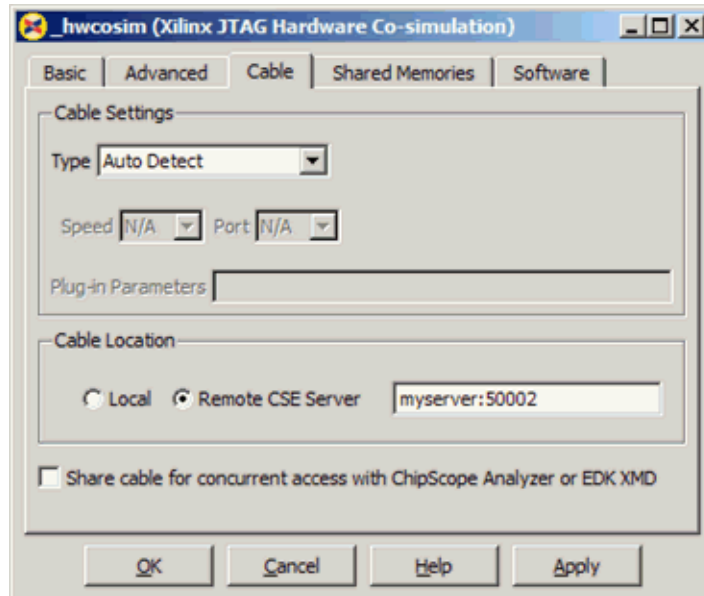 _hwcosim (Xilinx JTAG Hardware Co-simulation)
Basic Advanced Cable Shared Memories Software
Cable Settings
Type Auto Detect
Speed N/A Port N/A
Plug-in Parameters
Cable Location
Local Remote CSE Server myserver:50002
Share cable for concurrent access with ChipScope Analyzer or EDK XMD
OK Cancel Help Apply